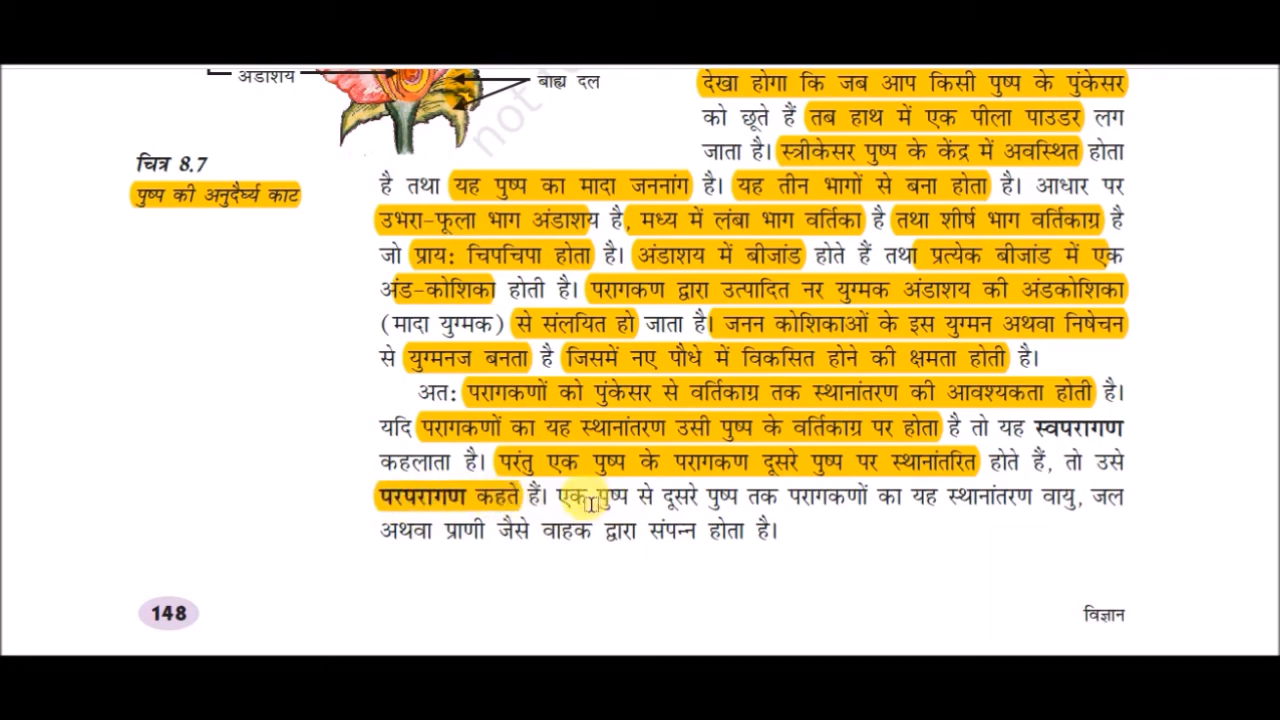 अंडाशय
बाह्य दल
not
चित्र 8.7
पुष्प की अनुदैर्घ्य काट
देखा होगा कि जब आप किसी पुष्प के पुंकेसर
को छूते हैं तब हाथ में एक पीला पाउडर लग
जाता है। स्त्रीकेसर पुष्प के केंद्र में अवस्थित होता
है तथा यह पुष्प का मादा जननांग है। यह तीन भागों से बना होता है। आधार पर
उभरा-फूला भाग अंडाशय है, मध्य में लंबा भाग वर्तिका है तथा शीर्ष भाग वर्तिकाग्र है
जो प्राय: चिपचिपा होता है। अंडाशय में बीजांड होते हैं तथा प्रत्येक बीजांड में एक
अंड-कोशिका होती है। परागकण द्वारा उत्पादित नर युग्मक अंडाशय की अंडकोशिका
(मादा युग्मक) से संलयित हो जाता है। जनन कोशिकाओं के इस युग्मन अथवा निषेचन
से युग्मनज बनता है जिसमें नए पौधे में विकसित होने की क्षमता होती है।
अत: परागकणों को पुंकेसर से वर्तिकाग्र तक स्थानांतरण की आवश्यकता होती है।
यदि परागकणों का यह स्थानांतरण उसी पुष्प के वर्तिकाग्र पर होता है तो यह स्वपरागण
कहलाता है। परंतु एक पुष्प के परागकण दूसरे पुष्प पर स्थानांतरित होते हैं, तो उसे
परपरागण कहते हैं। एक पुष्प से दूसरे पुष्प तक परागकणों का यह स्थानांतरण वायु, जल
अथवा प्राणी जैसे वाहक द्वारा संपन्न होता है।
148
विज्ञान